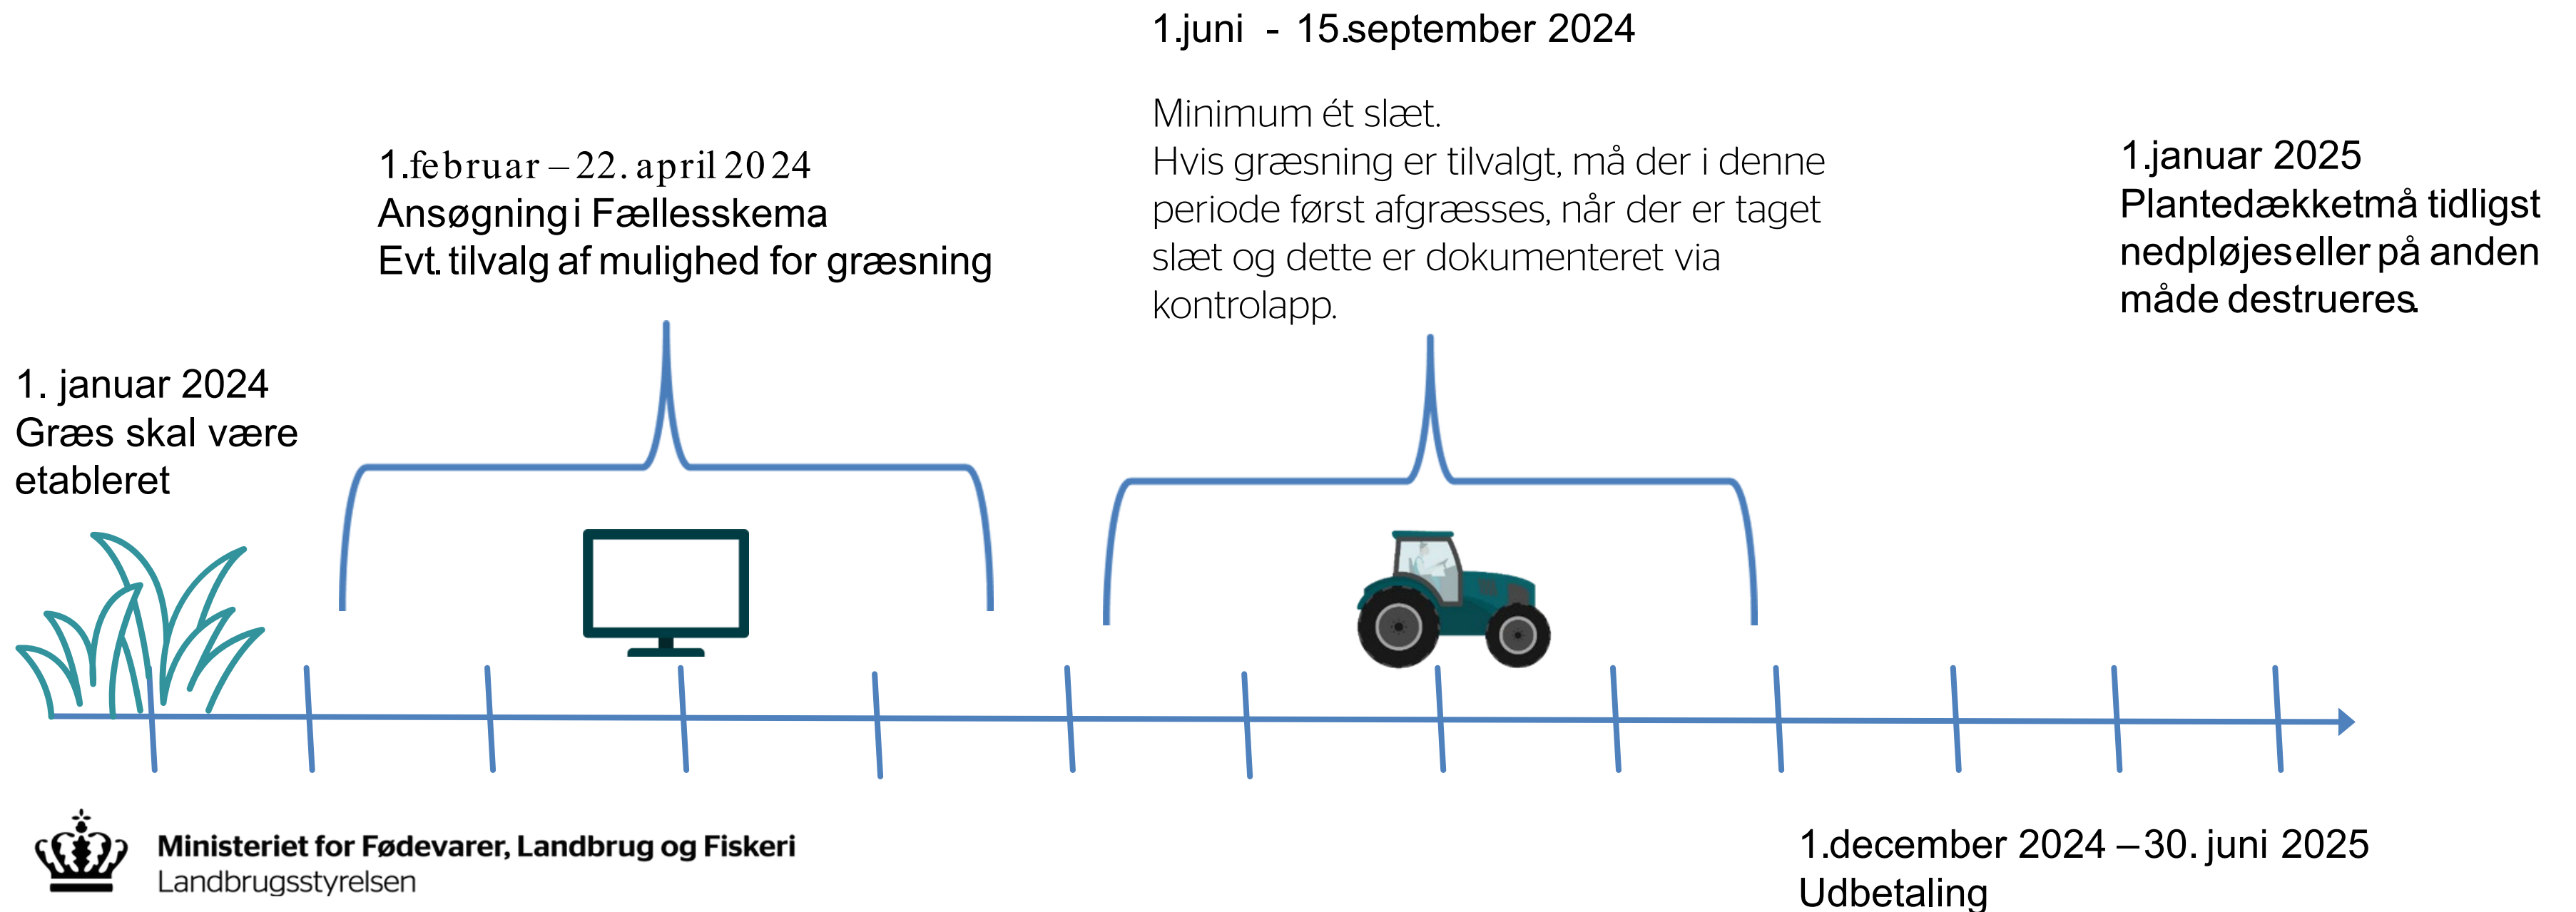 1. januar 2024
Græs skal være
etableret
1.februar – 22. april 2024
Ansøgning i Fællesskema.
Evt. tilvalg af mulighed for græsning
1.juni - 15.september 2024
Minimum ét slæt.
Hvis græsning er tilvalgt, må der i denne
periode først afgræsses, når der er taget
slæt og dette er dokumenteret via
kontrolapp.
1.januar 2025
Plantedækket må tidligst
nedpløjes eller på anden
måde destrueres.
1.december 2024 – 30. juni 2025
Udbetaling
Ministeriet for Fødevarer, Landbrug og Fiskeri
Landbrugsstyrelsen